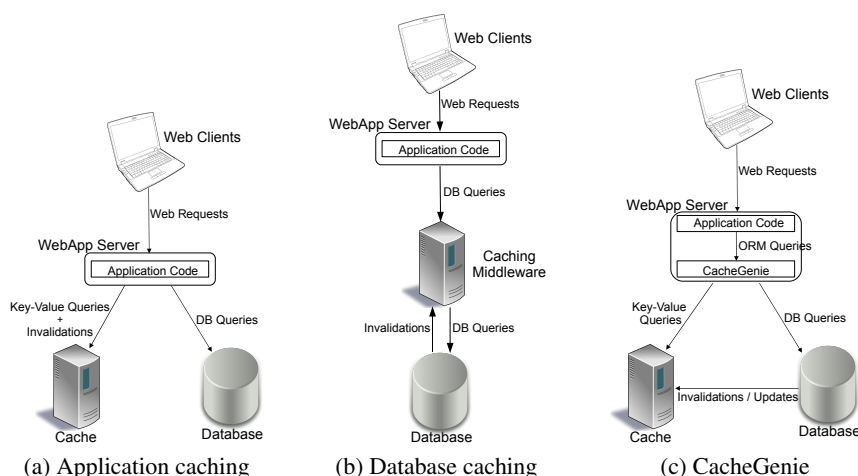 Web Clients
Web Requests
WebApp Server
Application Code
Key-Value Queries
+
Invalidations
DB Queries
Cache
Database
(a) Application caching
Web Clients
Web Requests
WebApp Server
Application Code
DB Queries
Caching
Middleware
Invalidations
DB Queries
Database
(b) Database caching
Web Clients
Web Requests
WebApp Server
Application Code
ORM Queries
CacheGenie
Key-Value
Queries
DB Queries
Invalidations / Updates
Cache
Database
(c) CacheGenie